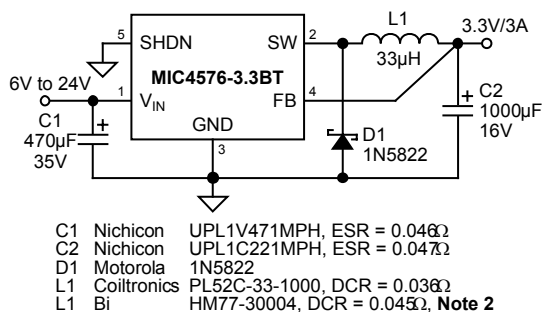 L1
3.3V/3A
33µH
5 SHDN SW 2
MIC4576-3.3BT
6V to 24V
1 VIN FB 4
GND
3
C1
470µF
35V
C2
1000µF
16V
D1
1N5822
+
+
C1 Nichicon UPL1V471MPH, ESR = 0.046Ω
C2 Nichicon UPL1C221MPH, ESR = 0.047Ω
D1 Motorola 1N5822
L1 Coiltronics PL52C-33-1000, DCR = 0.036Ω
L1 Bi HM77-30004, DCR = 0.045Ω, Note 2